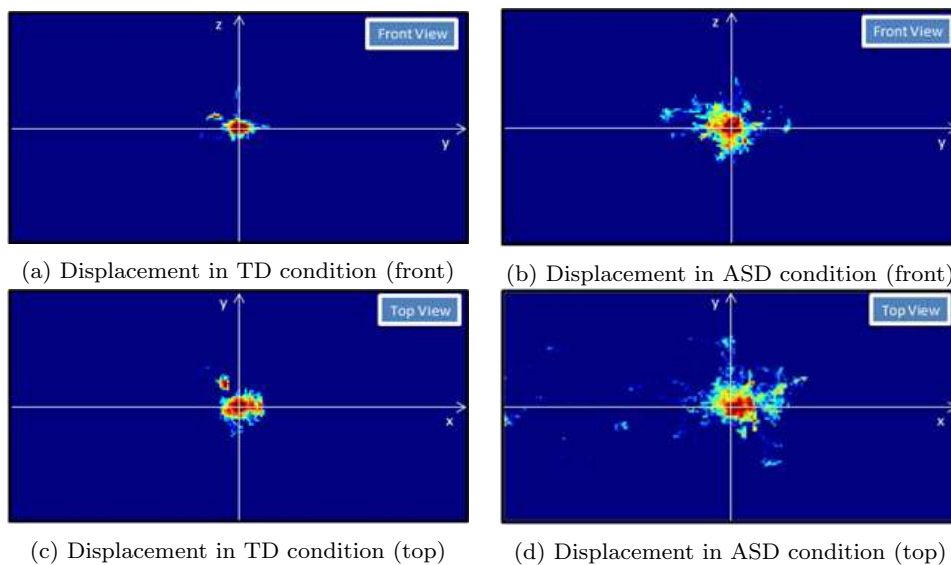 z
Front View
y
z
Front View
y
(a) Displacement in TD condition (front)
(b) Displacement in ASD condition (front)
y
Top View
x
y
Top View
x
(c) Displacement in TD condition (top)
(d) Displacement in ASD condition (top)